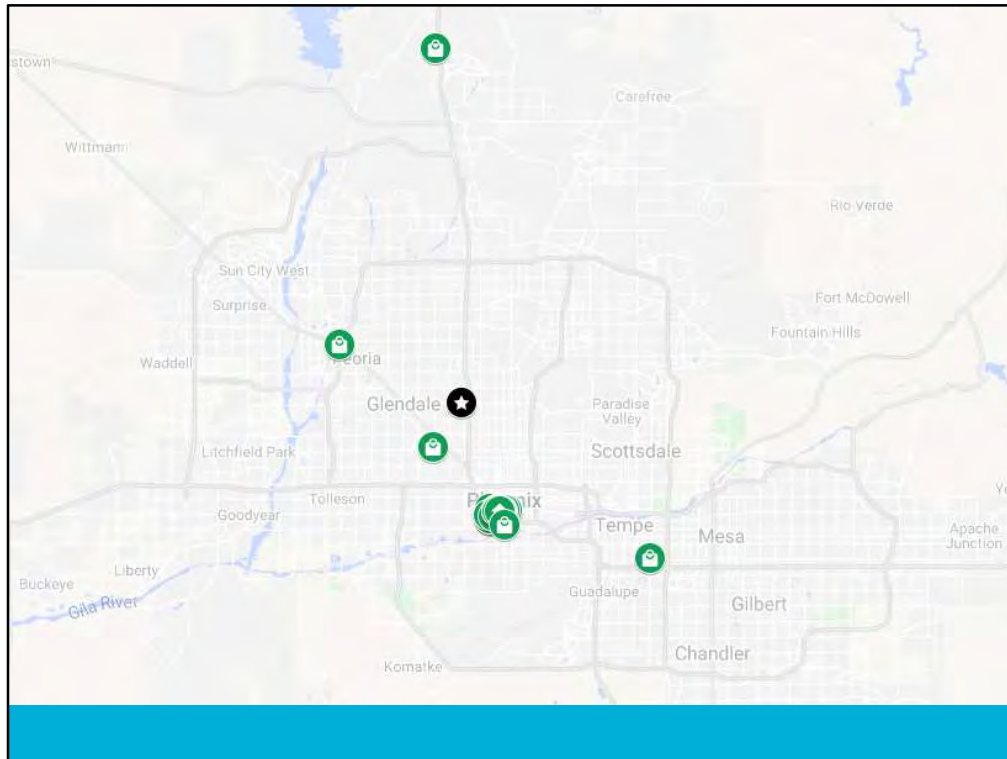 stown
Carefree
Wittmann
Rio Verde
Sun City West
Surprise
Fort McDowell
Fountain Hills
Waddell
Peoria
Glendale
Paradise
Valley
Scottsdale
Litchfield Park
Tolleson
Goodyear
Tempe
Mesa
Apache
Junction
Liberty
Buckeye
Guadalupe
Gila River
Gilbert
Chandler
Komatke